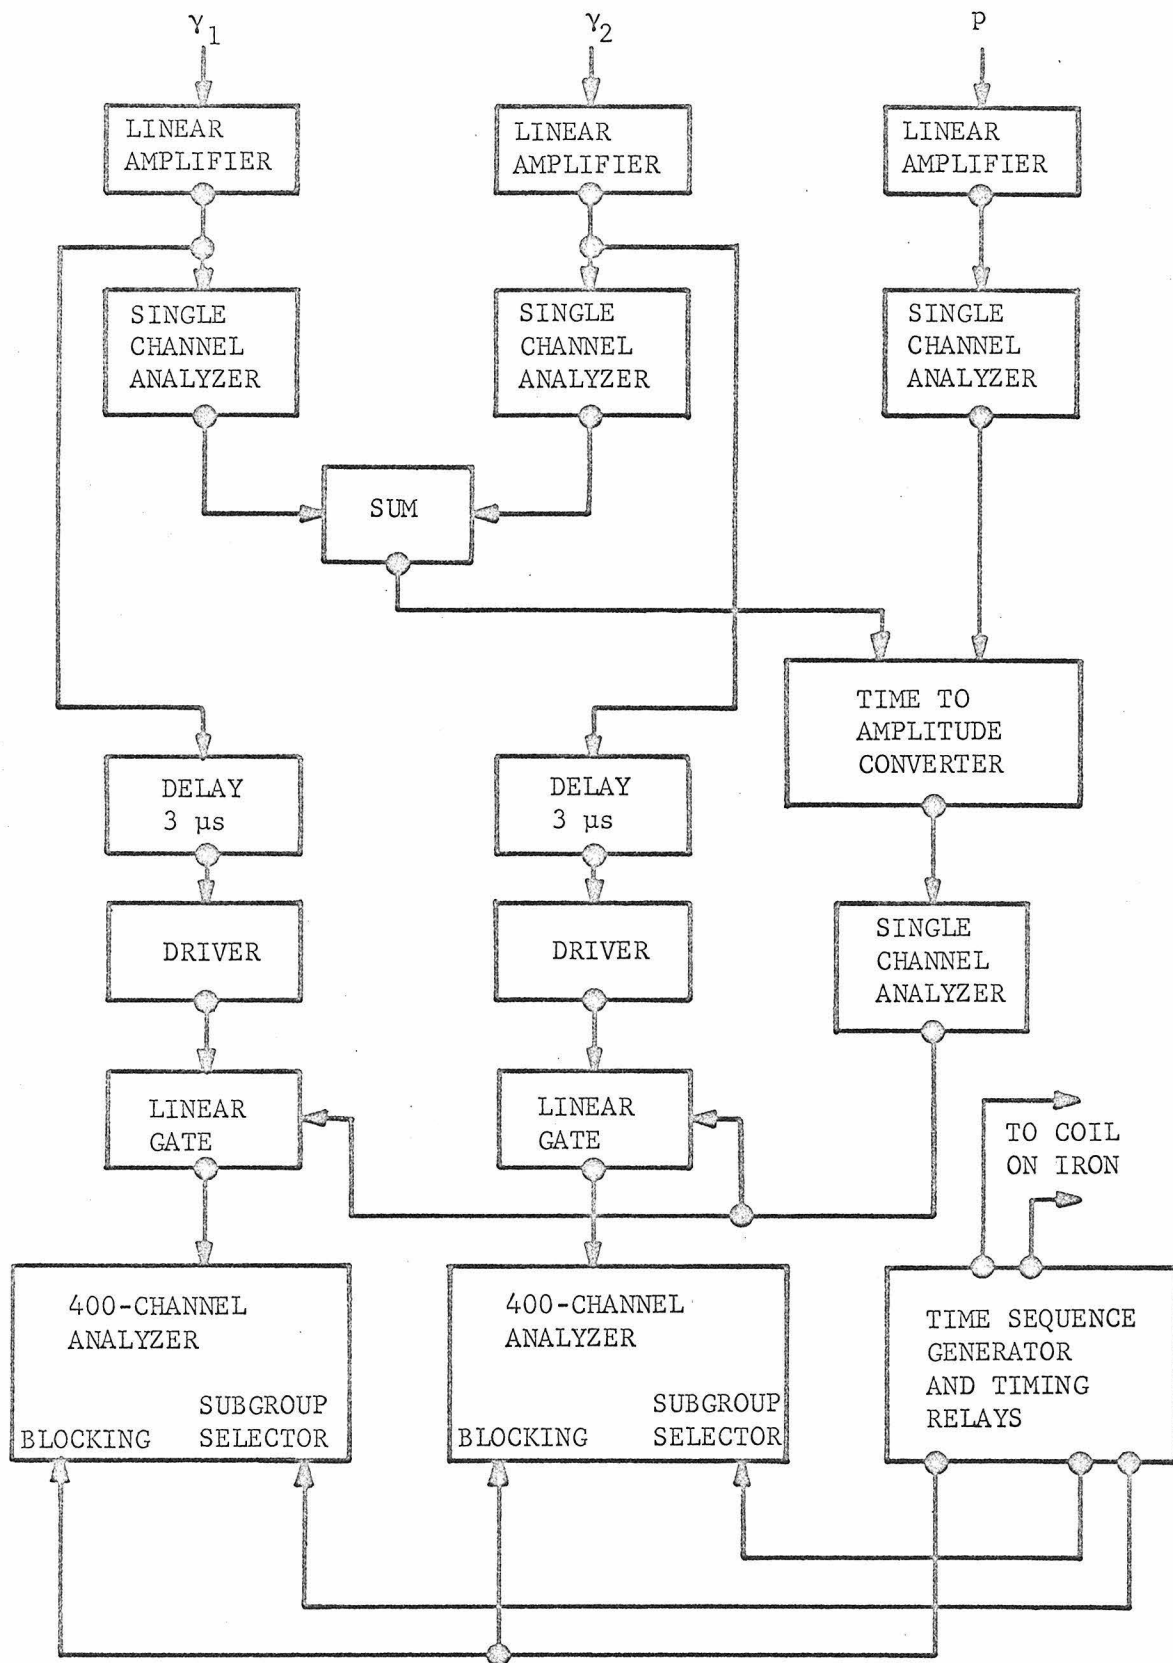 γ1
γ2
p
LINEAR
AMPLIFIER
LINEAR
AMPLIFIER
LINEAR
AMPLIFIER
SINGLE
CHANNEL
ANALYZER
SINGLE
CHANNEL
ANALYZER
SINGLE
CHANNEL
ANALYZER
SUM
TIME TO
AMPLITUDE
CONVERTER
DELAY
3 μs
DELAY
3 μs
DRIVER
DRIVER
SINGLE
CHANNEL
ANALYZER
LINEAR
GATE
LINEAR
GATE
TO COIL
ON IRON
400-CHANNEL
ANALYZER
SUBGROUP
BLOCKING SELECTOR
400-CHANNEL
ANALYZER
SUBGROUP
BLOCKING SELECTOR
TIME SEQUENCE
GENERATOR
AND TIMING
RELAYS